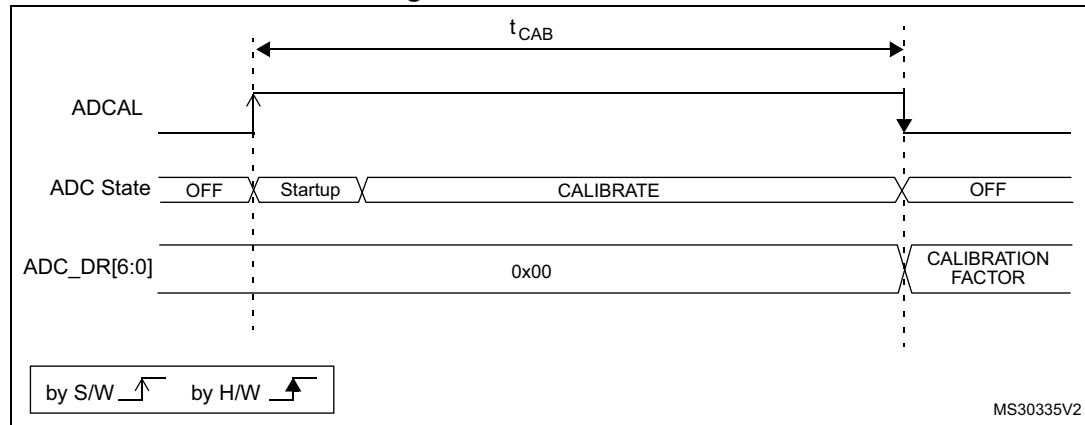 tCAB
ADCAL
ADC State OFF Startup CALIBRATE OFF
ADC_DR[6:0] 0x00 CALIBRATION
FACTOR
by S/W by H/W
MS30335V2